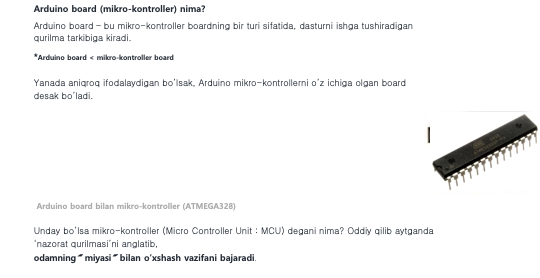 Arduino board (mikro-kontroller) nima?
Arduino board – bu mikro-kontroller boardning bir turi sifatida, dasturni ishga tushiradigan
qurilma tarkibiga kiradi.
*Arduino board < mikro-kontroller board
Yanada aniqroq ifodalaydigan bo'lsak, Arduino mikro-kontrollerni o'z ichiga olgan board
desak bo'ladi.
Arduino board bilan mikro-kontroller (ATMEGA328)
Unday bo'lsa mikro-kontroller (Micro Controller Unit : MCU) degani nima? Oddiy qilib aytganda
'nazorat qurilmasi'ni anglatib,
odamning "miyasi" bilan o'xshash vazifani bajaradi.